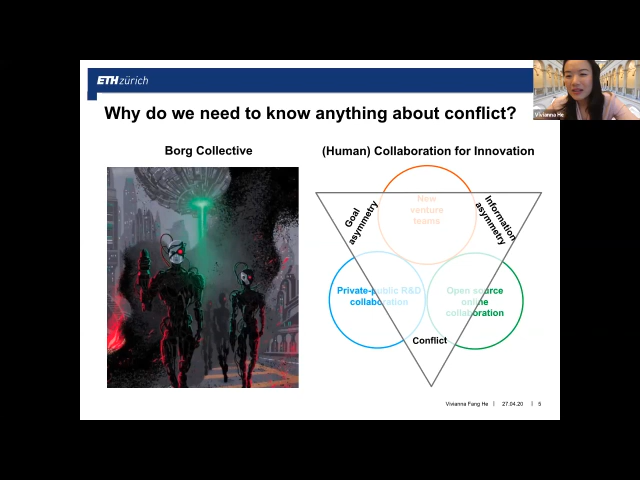 ETH zürich
Vivianna He
Why do we need to know anything about conflict?
Borg Collective
(Human) Collaboration for Innovation
Goal
asymmetry
New
venture
teams
Information
asymmetry
Private-public R&D
collaboration
Open source
online
collaboration
Conflict
Vivianna Fang He | 27.04.20 | 5